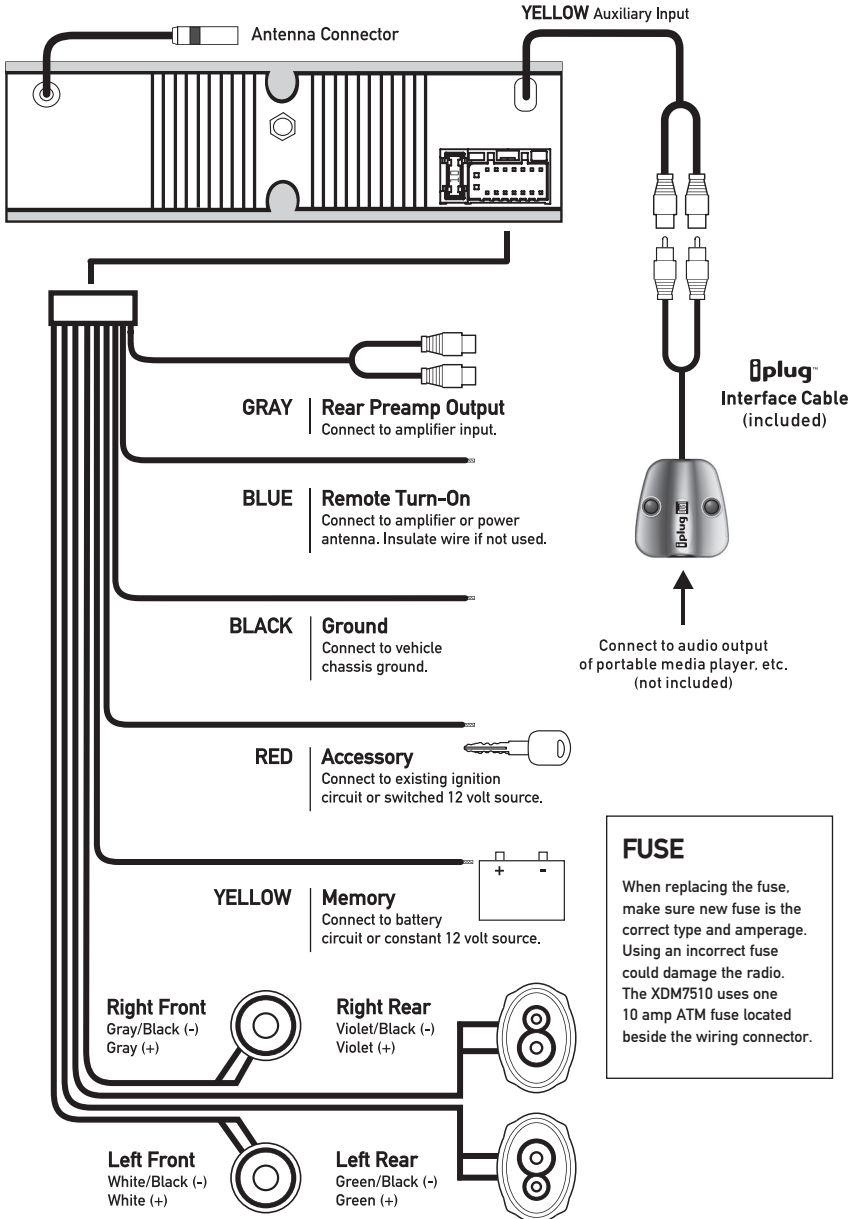 YELLOW Auxiliary Input
Antenna Connector
10
iplug™
Interface Cable
(included)
GRAY
Rear Preamp Output
Connect to amplifier input.
BLUE
Remote Turn-On
Connect to amplifier or power
antenna. Insulate wire if not used.
iplug
BLACK
Ground
Connect to vehicle
chassis ground.
Connect to audio output
of portable media player, etc.
(not included)
RED
Accessory
Connect to existing ignition
circuit or switched 12 volt source.
YELLOW
Memory
Connect to battery
circuit or constant 12 volt source.
+ -
FUSE
When replacing the fuse,
make sure new fuse is the
correct type and amperage.
Using an incorrect fuse
could damage the radio.
The XDM7510 uses one
10 amp ATM fuse located
beside the wiring connector.
Right Front
Gray/Black (-)
Gray (+)
Right Rear
Violet/Black (-)
Violet (+)
Left Front
White/Black (-)
White (+)
Left Rear
Green/Black (-)
Green (+)